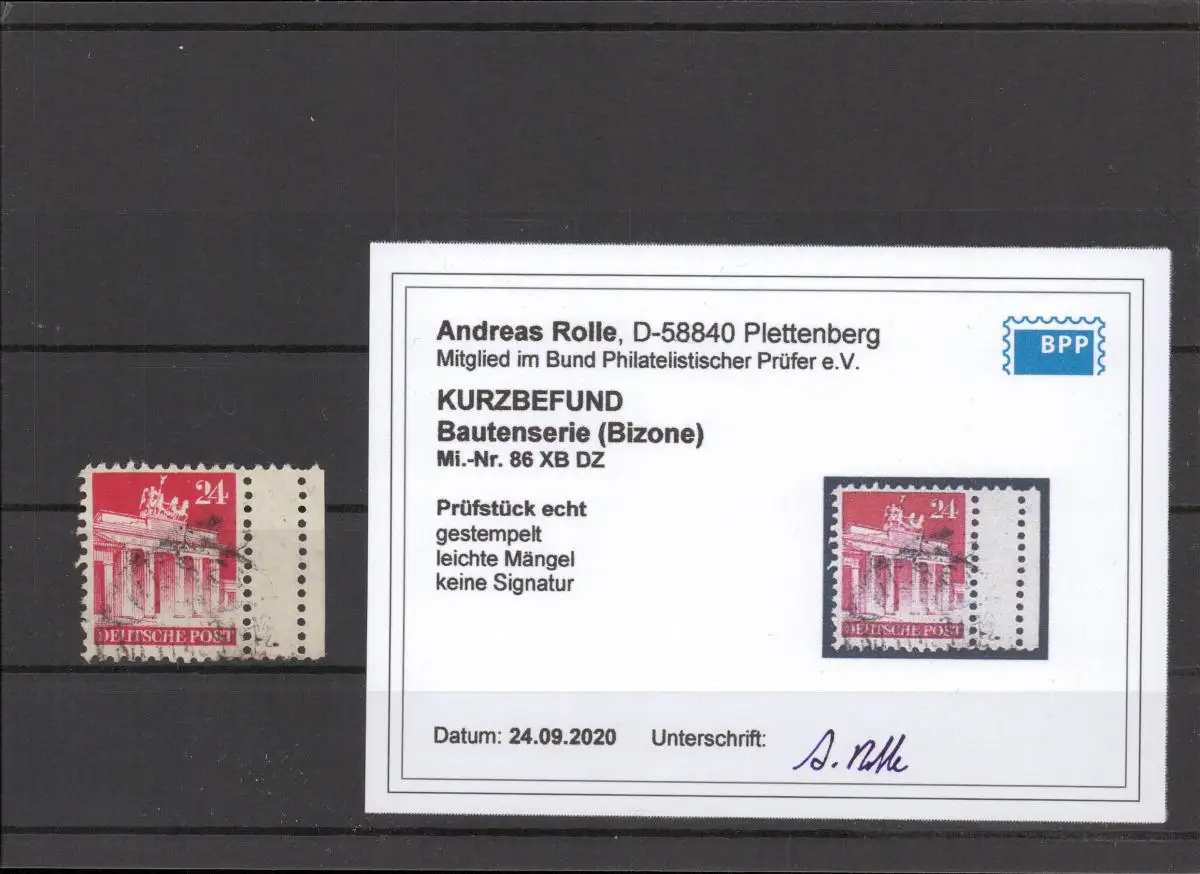 24
DEUTSCHE POST
Andreas Rolle, D-58840 Plettenberg
Mitglied im Bund Philatelistischer Prüfer e.V.
BPP
KURZBEFUND
Bautenserie (Bizone)
Mi.-Nr. 86 XB DZ
Prüfstück echt
gestempelt
leichte Mängel
keine Signatur
24
DEUTSCHE POST
Datum: 24.09.2020 Unterschrift: A. Rolle